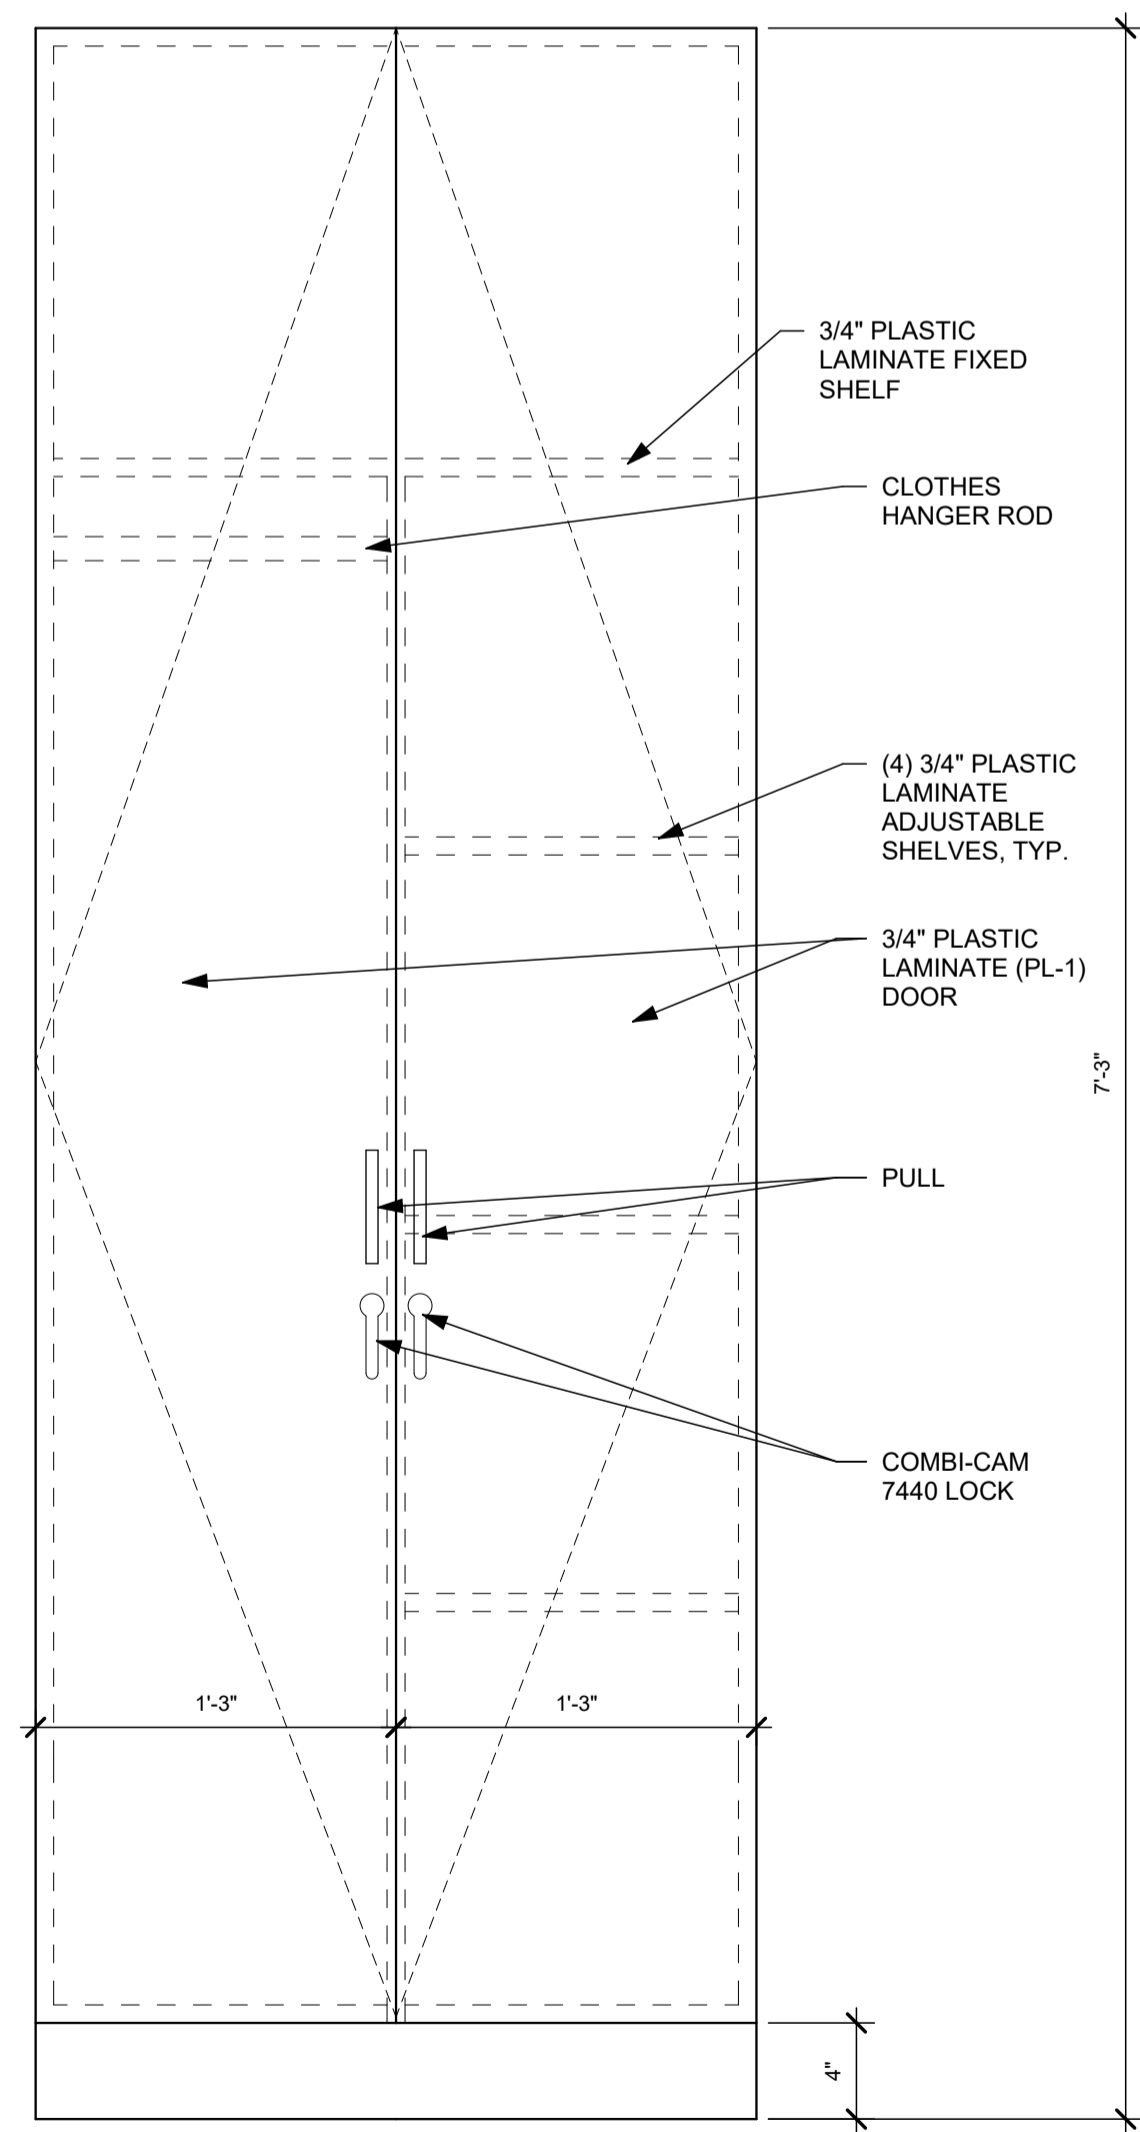 3/4" PLASTIC
LAMINATE FIXED
SHELF
CLOTHES
HANGER ROD
(4) 3/4" PLASTIC
LAMINATE
ADJUSTABLE
SHELVES, TYP.
3/4" PLASTIC
LAMINATE (PL-1)
DOOR
7'-3"
PULL
COMBI-CAM
7440 LOCK
1'-3"
1'-3"
4"